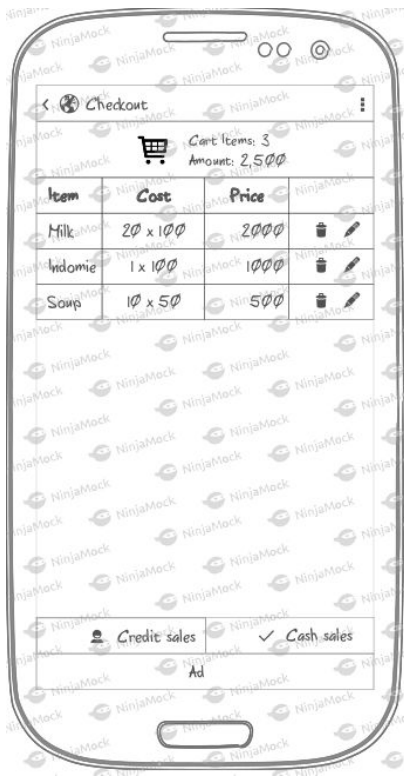 < Checkout
Cart Items: 3
Amount: 2,500
Item Cost Price
Milk 20 x 100 2000
Indomie 1 x 100 1000
Soup 10 x 50 500
Credit sales Cash sales
Ad
NinjaMock